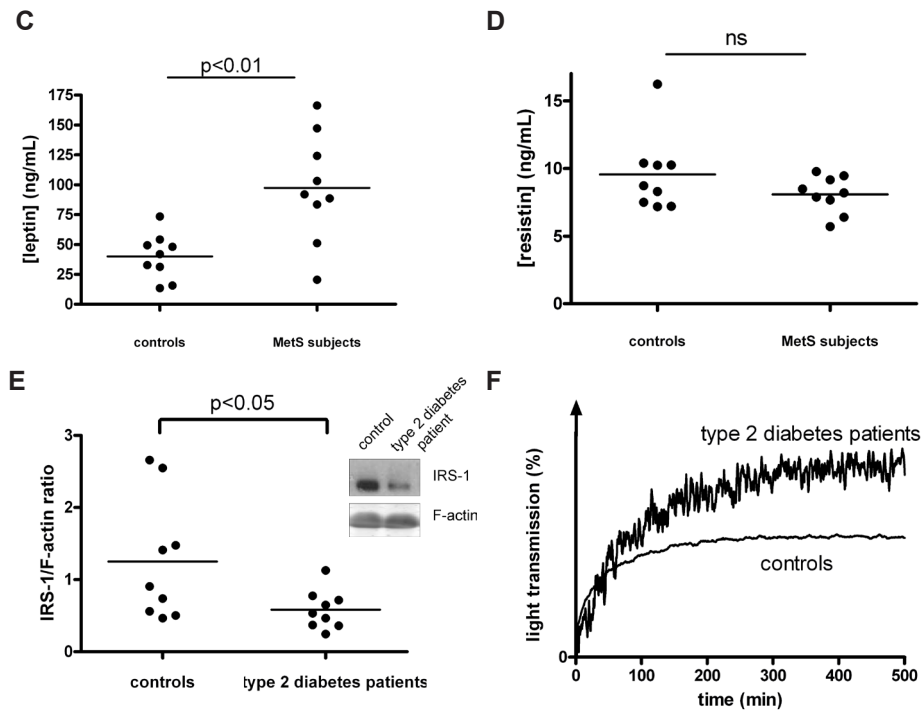 C
p<0.01
[leptin] (ng/mL)
175
150
125
100
75
50
25
0
controls
MetS subjects
D
ns
[resistin] (ng/mL)
15
10
5
0
controls
MetS subjects
E
p<0.05
IRS-1/F-actin ratio
3
2
1
0
controls
type 2 diabetes patients
control
type 2 diabetes
patient
IRS-1
F-actin
F
light transmission (%)
type 2 diabetes patients
controls
0
0
100
200
300
400
500
time (min)